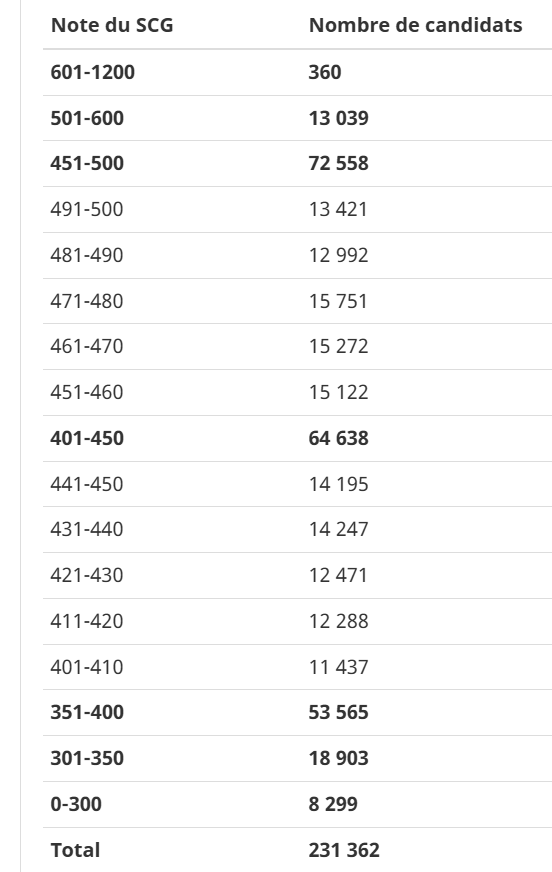 Note du SCG Nombre de candidats
601-1200 360
501-600 13 039
451-500 72 558
491-500 13 421
481-490 12 992
471-480 15 751
461-470 15 272
451-460 15 122
401-450 64 638
441-450 14 195
431-440 14 247
421-430 12 471
411-420 12 288
401-410 11 437
351-400 53 565
301-350 18 903
0-300 8 299
Total 231 362